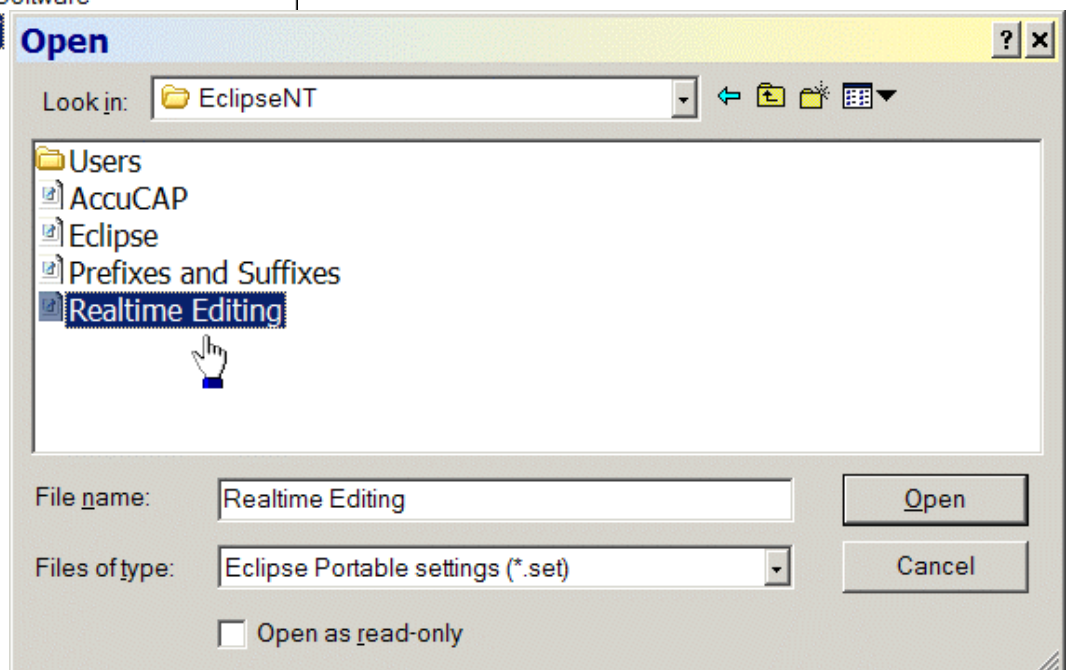 Open
Look in: EclipseNT
Users
AccuCAP
Eclipse
Prefixes and Suffixes
Realtime Editing
File name: Realtime Editing Open
Files of type: Eclipse Portable settings (*.set) Cancel
Open as read-only